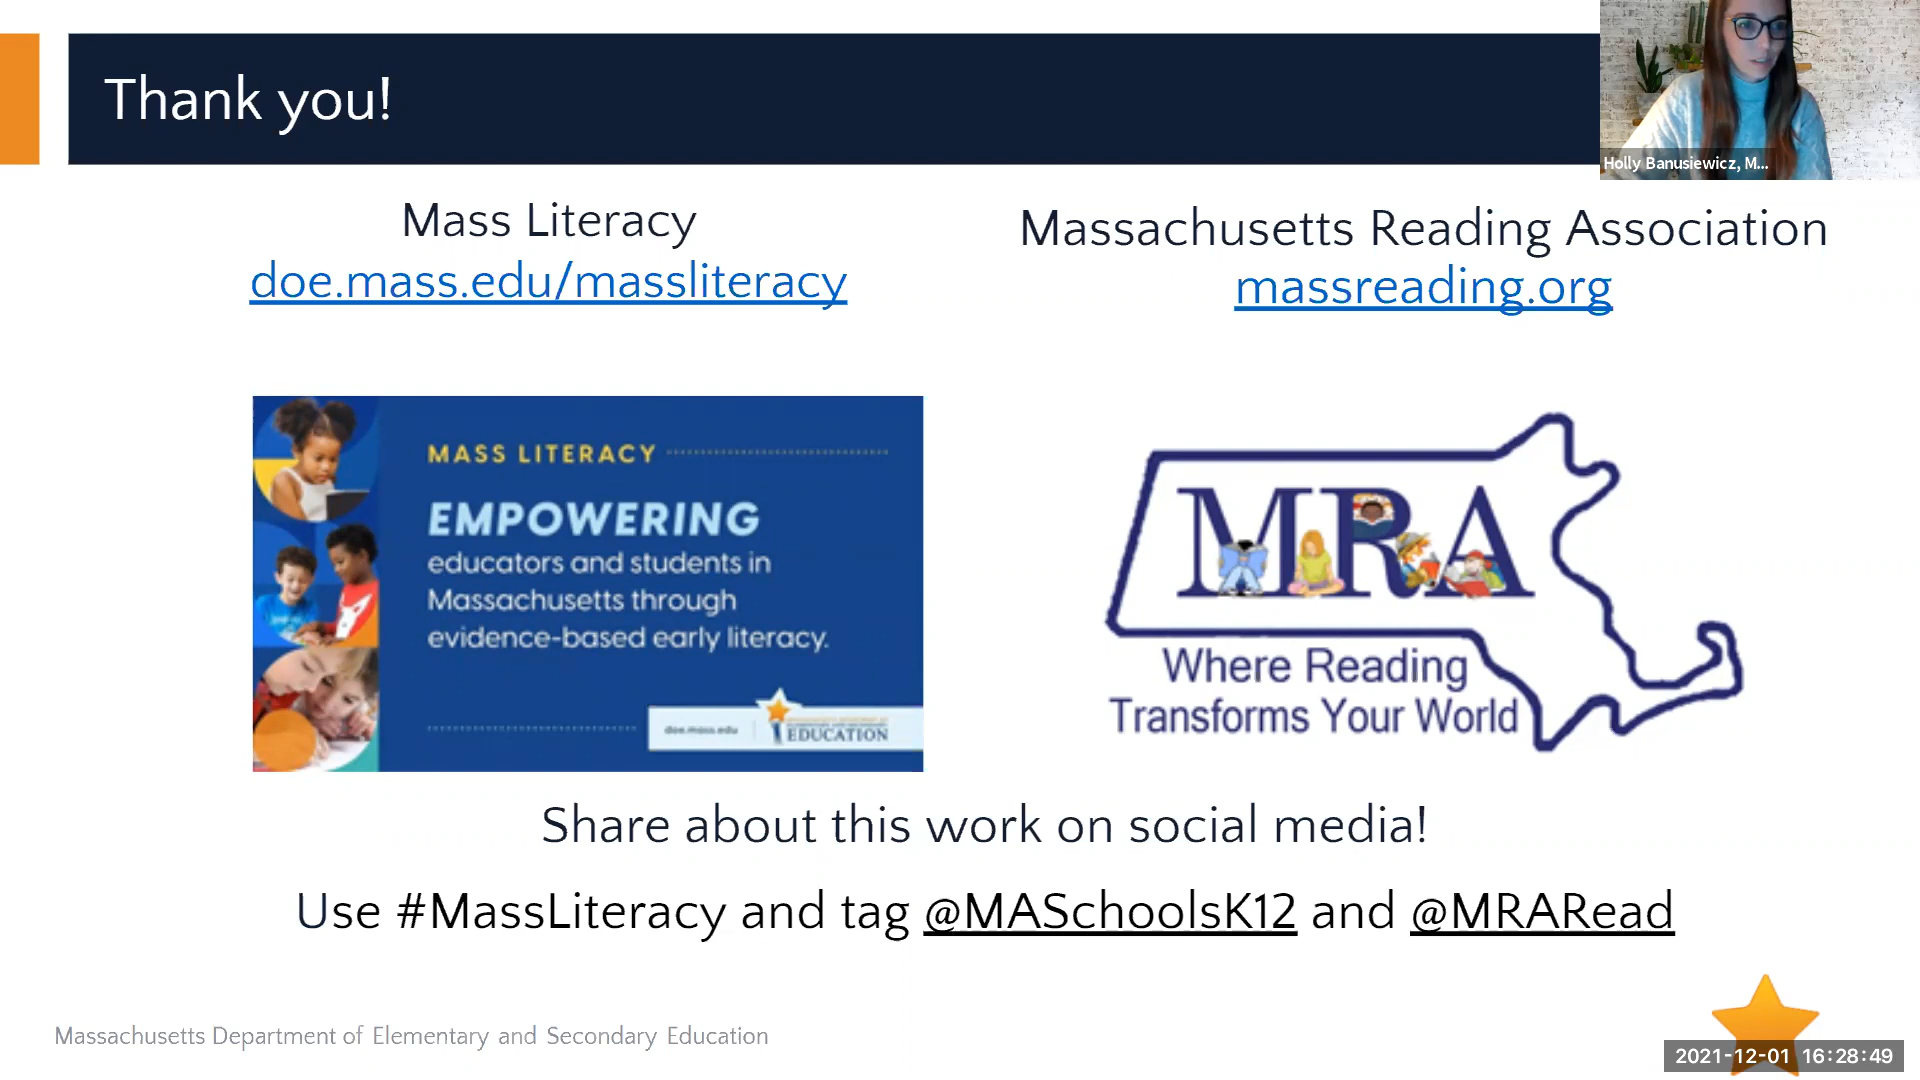 Thank you!
Holly Banusiewicz, M...
Mass Literacy
doe.mass.edu/massliteracy
Massachusetts Reading Association
massreading.org
MASS LITERACY
EMPOWERING
educators and students in
Massachusetts through
evidence-based early literacy.
doe.mass.edu
EDUCATION
MRA
Where Reading
Transforms Your World
Share about this work on social media!
Use #MassLiteracy and tag @MASchoolsK12 and @MRARead
Massachusetts Department of Elementary and Secondary Education
2021-12-01 16:28:49